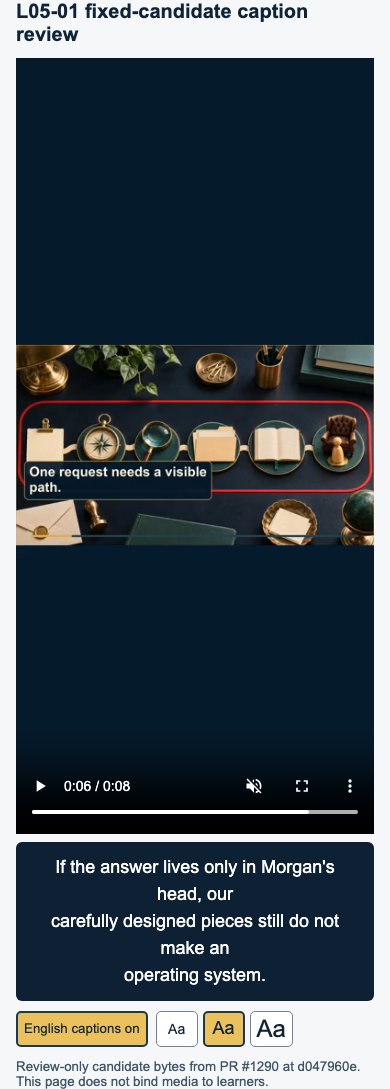 L05-01 fixed-candidate caption
review
One request needs a visible
path.
0:06 / 0:08
If the answer lives only in Morgan's
head, our
carefully designed pieces still do not
make an
operating system.
English captions on
Aa
Aa
Aa
Review-only candidate bytes from PR #1290 at d047960e.
This page does not bind media to learners.